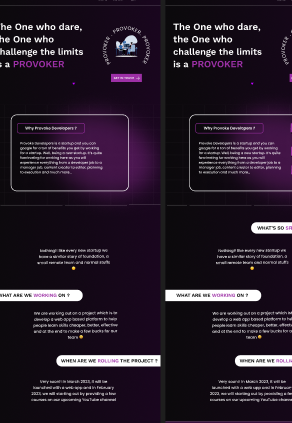 The One who dare,
the One who
challenge the limits
is a PROVOKER
PROVOKER PROVOKER
GET IN TOUCH
Why Provoke Developers ?
Provoke Developers is a startup and you can
google for a ton of benefits you get by working
for a startup. Well, being in our startup, it's quite
fascinating for working here as you will
experience everything from a developer job to a
manager job, content creator to editor, planning
to execution and much more..
Nothing!! like every new startup we
have a similar story of foundation, a
small remote team and normal stuffs
WHAT ARE WE WORKING ON ?
We are working out on a project which is to
develop a web app based platform to help
people learn skills cheaper, better, effective
and at the end to make a few bucks for our
team
WHEN ARE WE ROLLING THE PROJECT ?
Very soon! In March 2023, it will be
launched with a web app and in February
2023, we will starting out by providing a few
courses on our upcoming YouTube channel
The One who dare,
the One who
challenge the limits
is a PROVOKER
GET IN TOUCH
Why Provoke Developers ?
Provoke Developers is a startup and you can
google for a ton of benefits you get by working
for a startup. Well, being in our startup, it's quite
fascinating for working here as you will
experience everything from a developer job to a
manager job, content creator to editor, planning
to execution and much more..
WHAT'S SO
Nothing!! like every new startup we
have a similar story of foundation, a
small remote team and normal stuffs
WHAT ARE WE WORKING ON ?
We are working out on a project which is
develop a web app based platform to he
people learn skills cheaper, better, effec
and at the end to make a few bucks for
team
WHEN ARE WE
Very soon! In March 2023, it will be
launched with a web app and in Februar
2023, we will starting out by providing a
courses on our upcoming YouTube chann